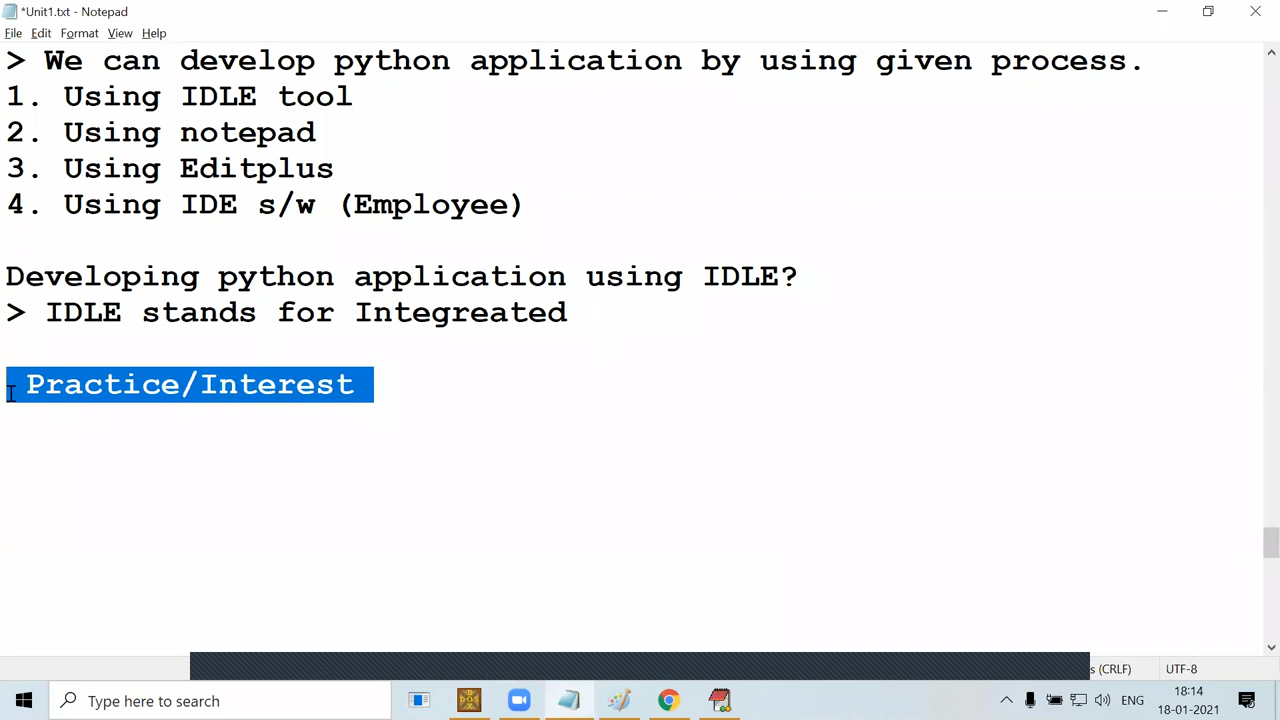 *Unit1.txt - Notepad
File Edit Format View Help
> We can develop python application by using given process.
1. Using IDLE tool
2. Using notepad
3. Using Editplus
4. Using IDE s/w (Employee)
Developing python application using IDLE?
> IDLE stands for Integreated
Practice/Interest
s (CRLF) UTF-8
Type here to search
DOS
ENG
18:14
18-01-2021